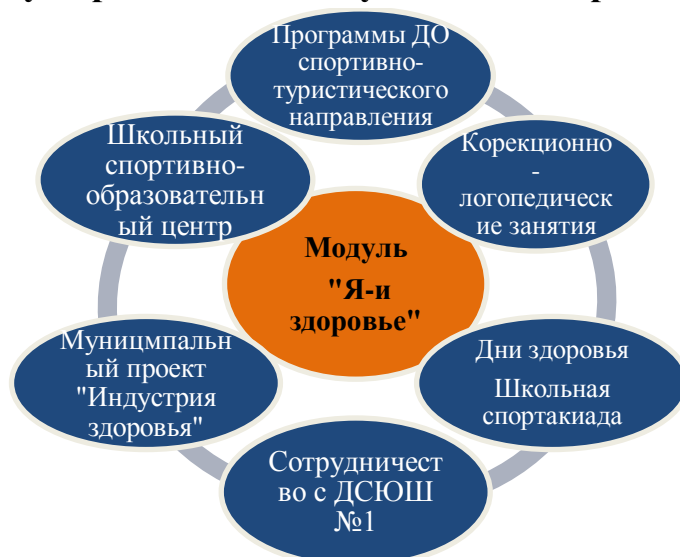 Программы ДО
спортивно-
туристического
направления
Корекционно
-
логопедическ
ие занятия
Дни здоровья
Школьная
спортакиада
Сотрудничест
во с ДСЮШ
№1
Муницмпальн
ый проект
"Индустрия
здоровья"
Школьный
спортивно-
образовательн
ый центр
Модуль
"Я-и
здоровье"